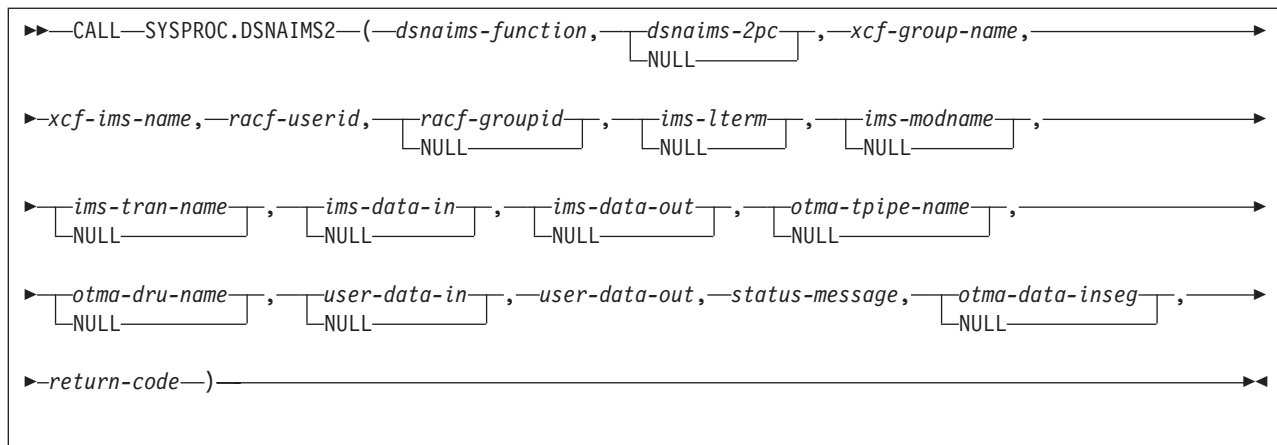 CALL SYSPROC.DSNAIMS2 ( dsnaims-function, dsnaims-2pc , xcf-group-name,
NULL
xcf-ims-name, racf-userid, racf-groupid , ims-lterm , ims-modname ,
NULL NULL NULL
ims-tran-name , ims-data-in , ims-data-out , otma-tpipe-name ,
NULL NULL NULL NULL
otma-dru-name , user-data-in , user-data-out, status-message, otma-data-inseg ,
NULL NULL NULL
return-code )